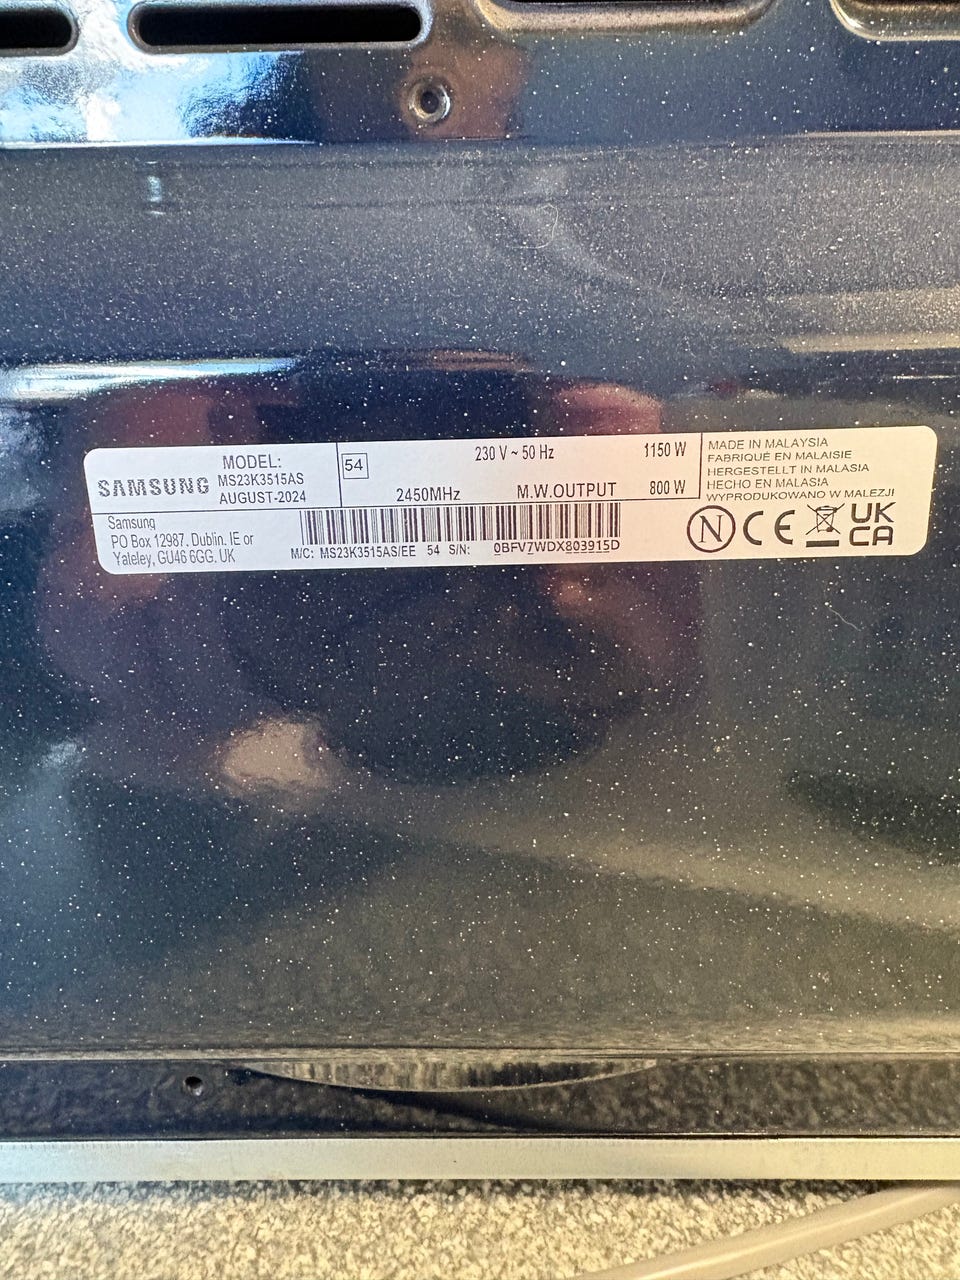 SAMSUNG
MODEL:
MS23K3515AS
AUGUST-2024
54
230 V ~ 50 Hz
1150 W
2450MHz
M.W.OUTPUT
800 W
MADE IN MALAYSIA
FABRIQUÉ EN MALAISIE
HERGESTELLT IN MALASIA
HECHO EN MALASIA
WYPRODUKOWANO W MALEZJI
Samsung
PO Box 12987, Dublin. IE or
Yateley, GU46 6GG. UK
M/C: MS23K3515AS/EE 54 S/N: 0BFV7WDX803915D
N CE UK
CA